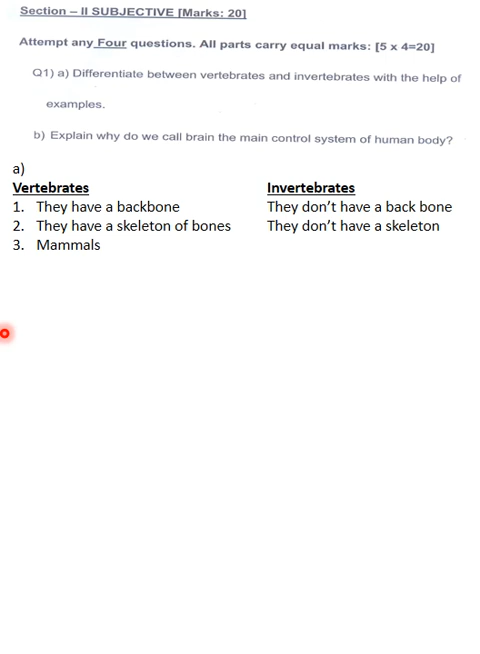 Section – II SUBJECTIVE [Marks: 20]
Attempt any Four questions. All parts carry equal marks: [5 x 4=20]
Q1) a) Differentiate between vertebrates and invertebrates with the help of
examples.
b) Explain why do we call brain the main control system of human body?
a)
Vertebrates Invertebrates
1. They have a backbone They don't have a back bone
2. They have a skeleton of bones They don't have a skeleton
3. Mammals